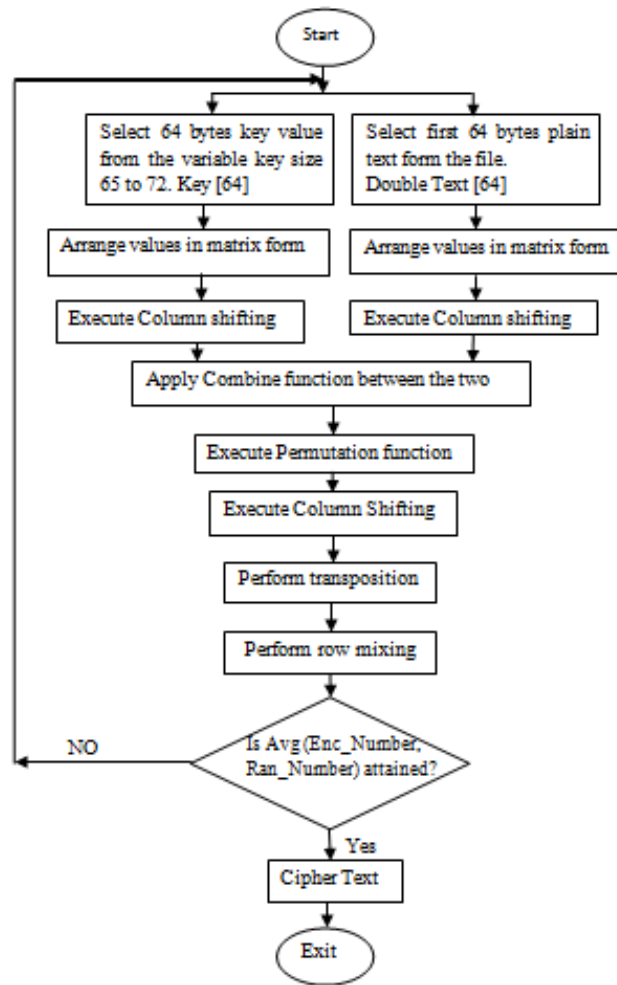 Start
Select 64 bytes key value
from the variable key size
65 to 72. Key [64]
Select first 64 bytes plain
text form the file.
Double Text [64]
Arrange values in matrix form
Arrange values in matrix form
Execute Column shifting
Execute Column shifting
Apply Combine function between the two
Execute Permutation function
Execute Column Shifting
Perform transposition
Perform row mixing
Is Avg (Enc_Number,
Ran_Number) attained?
NO
Yes
Cipher Text
Exit